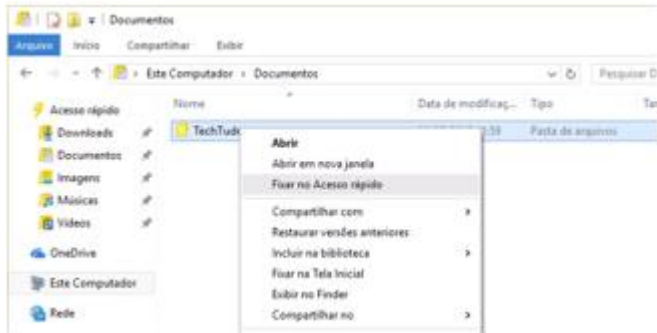 Documentos
Arquivo Início Compartilhar Exibir
Este Computador › Documentos
Pesquisar D
Nome Data de modificaç... Tipo Ta
Acesso rápido
Downloads
Documentos
Imagens
Músicas
Vídeos
OneDrive
Este Computador
Rede
TechTudo Pasta de arquivos
Abrir
Abrir em nova janela
Fixar no Acesso rápido
Compartilhar com
Restaurar versões anteriores
Incluir na biblioteca
Fixar na Tela Inicial
Exibir no Finder
Compartilhar no